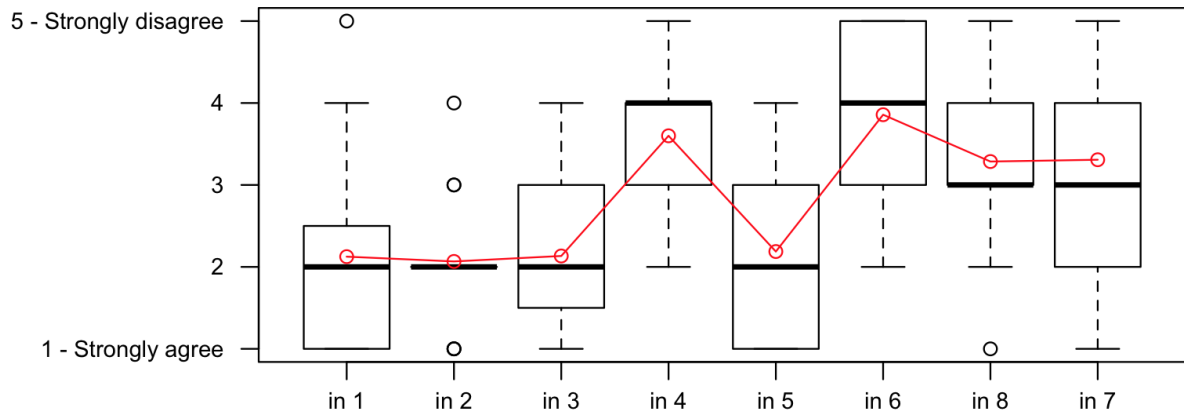 5 - Strongly disagree
4
3
2
1 - Strongly agree
in 1 in 2 in 3 in 4 in 5 in 6 in 8 in 7